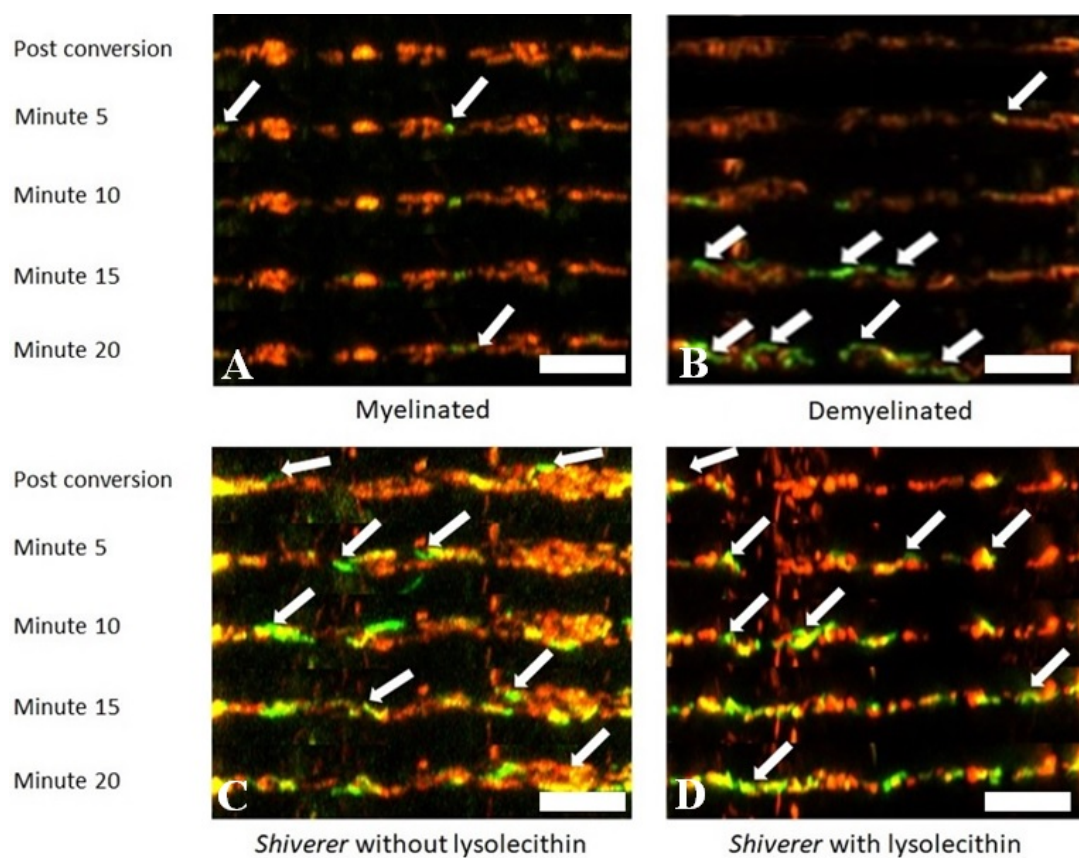 Post conversion
Minute 5
Minute 10
Minute 15
Minute 20
A
B
Myelinated
Demyelinated
Post conversion
Minute 5
Minute 10
Minute 15
Minute 20
C
D
Shiverer without lysolecithin
Shiverer with lysolecithin